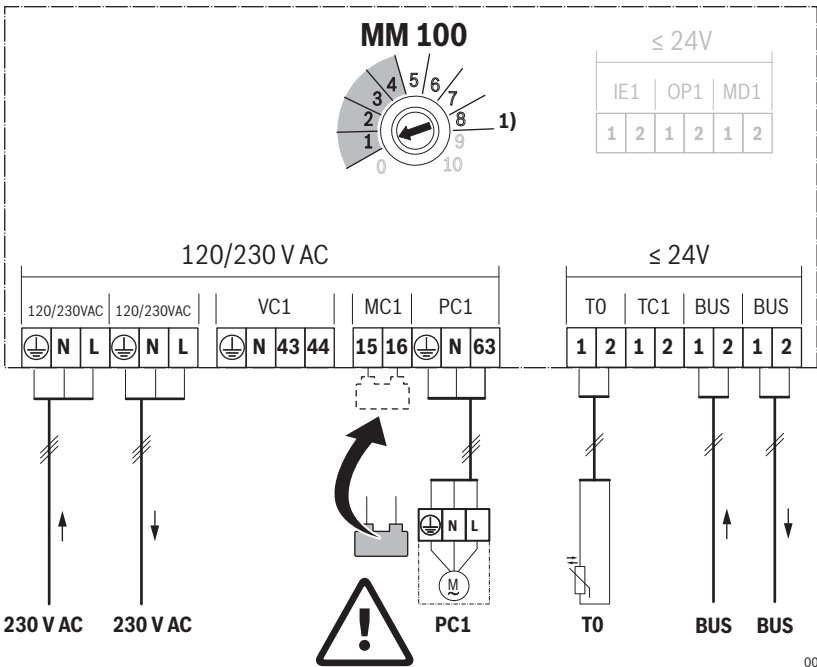 MM 100
≤ 24V
IE1 OP1 MD1
1 2 1 2 1 2
0 1 2 3 4 5 6 7 8 9 10
1)
120/230 V AC
≤ 24V
120/230VAC 120/230VAC VC1 MC1 PC1
T0 TC1 BUS BUS
N L N L N 43 44 15 16 N 63
1 2 1 2 1 2 1 2
N L
M
~
!
230 V AC 230 V AC PC1 T0 BUS BUS
00